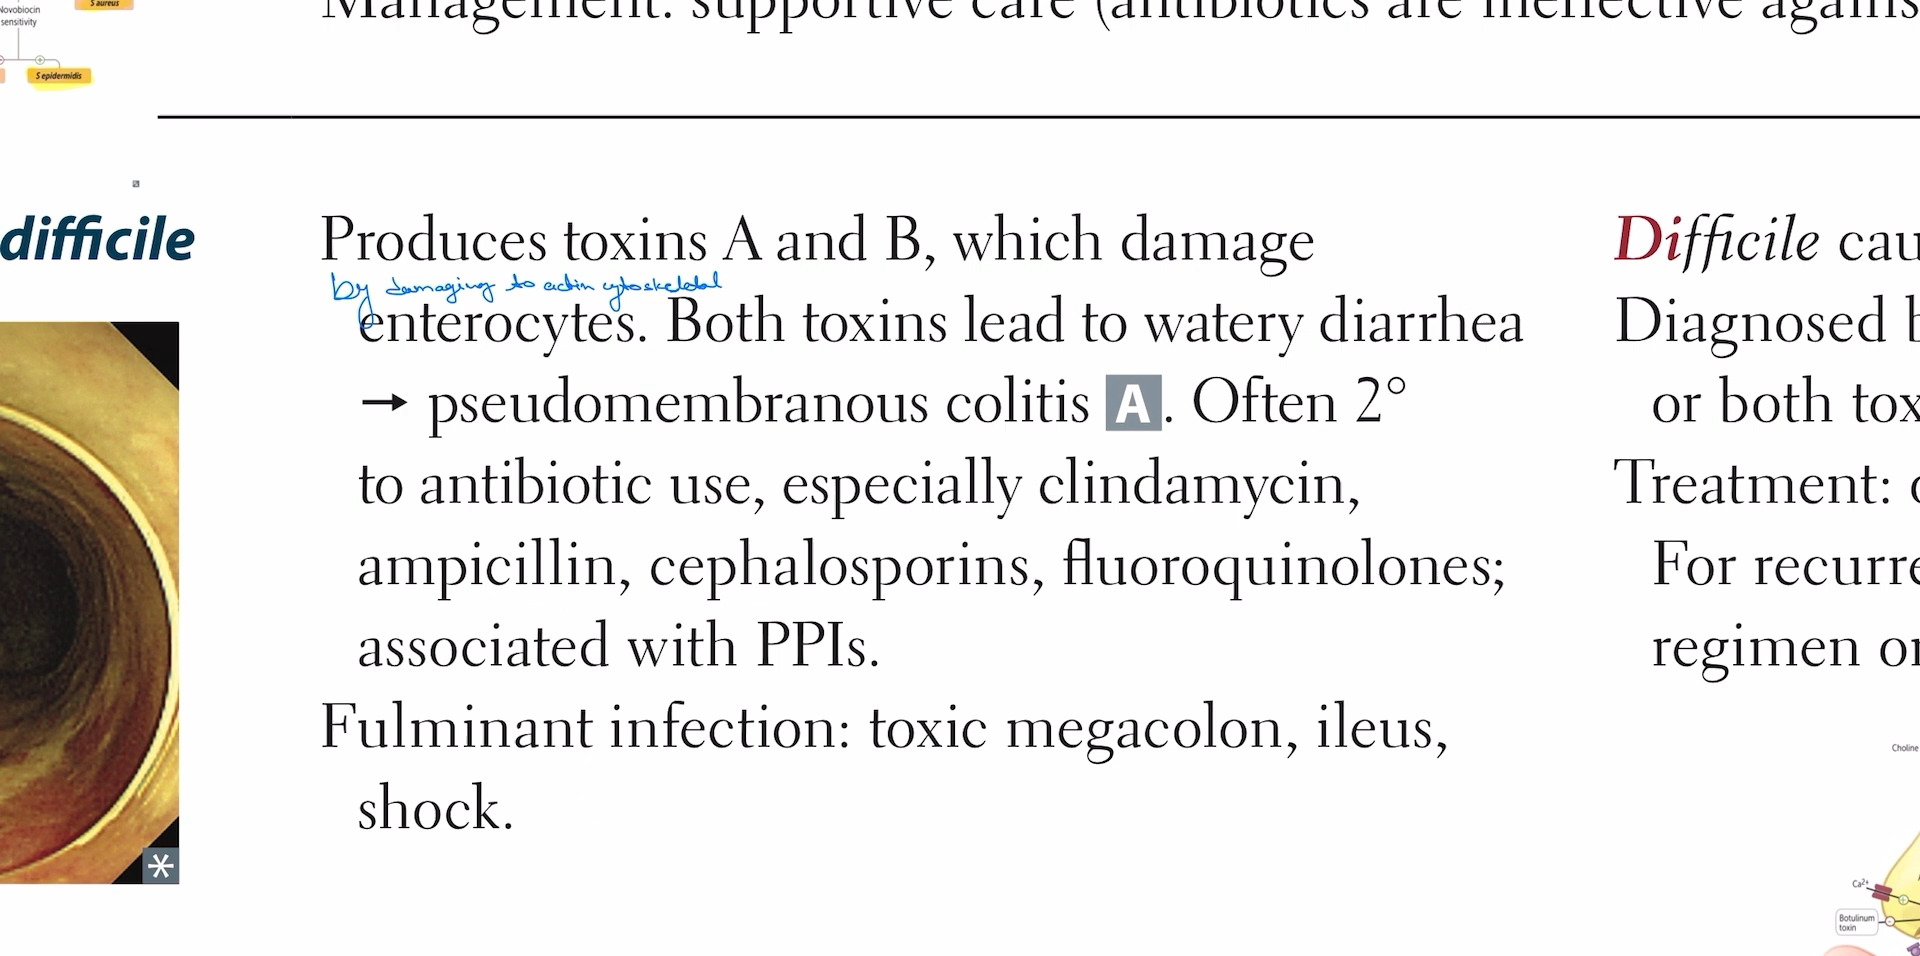 S aureus
Novobiocin
sensitivity
S epidermidis
Management: supportive care (antibiotics are ineffective agains
difficile
Produces toxins A and B, which damage
by damaging to actin cytoskeletal
enterocytes. Both toxins lead to watery diarrhea
→ pseudomembranous colitis A. Often 2°
to antibiotic use, especially clindamycin,
ampicillin, cephalosporins, fluoroquinolones;
associated with PPIs.
Fulminant infection: toxic megacolon, ileus,
shock.
Difficile cau
Diagnosed b
or both tox
Treatment:
For recurre
regimen or
Choline
Ca2+
Botulinum
toxin